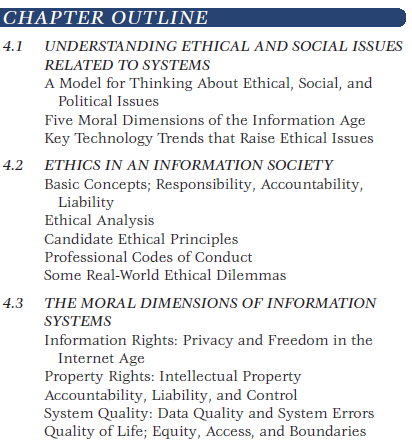 CHAPTER OUTLINE
4.1 UNDERSTANDING ETHICAL AND SOCIAL ISSUES
RELATED TO SYSTEMS
A Model for Thinking About Ethical, Social, and
Political Issues
Five Moral Dimensions of the Information Age
Key Technology Trends that Raise Ethical Issues
4.2 ETHICS IN AN INFORMATION SOCIETY
Basic Concepts; Responsibility, Accountability,
Liability
Ethical Analysis
Candidate Ethical Principles
Professional Codes of Conduct
Some Real-World Ethical Dilemmas
4.3 THE MORAL DIMENSIONS OF INFORMATION
SYSTEMS
Information Rights: Privacy and Freedom in the
Internet Age
Property Rights: Intellectual Property
Accountability, Liability, and Control
System Quality: Data Quality and System Errors
Quality of Life; Equity, Access, and Boundaries